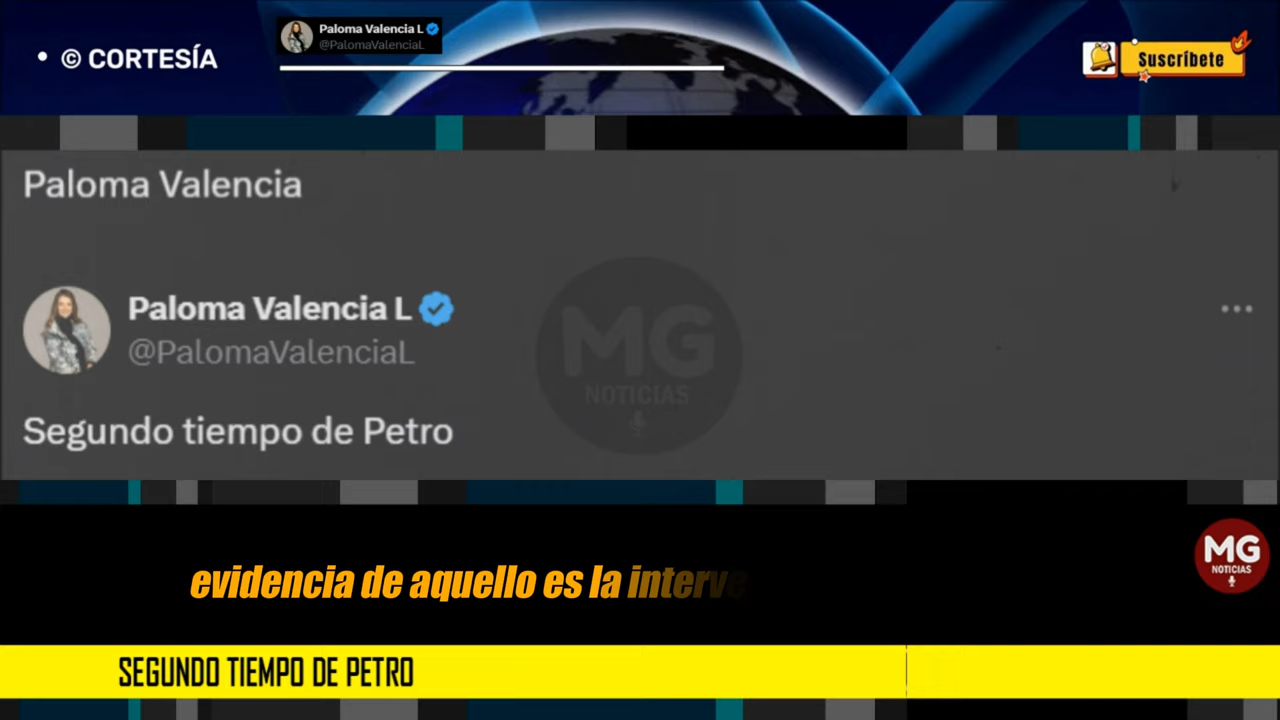 Paloma Valencia L
@PalomaValenciaL
• © CORTESÍA
Suscríbete
Paloma Valencia
Paloma Valencia L
@PalomaValenciaL
Segundo tiempo de Petro
MG
NOTICIAS
evidencia de aquello es la interve
MG
NOTICIAS
SEGUNDO TIEMPO DE PETRO